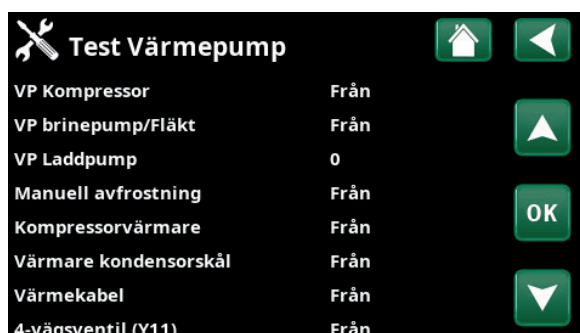 Test Värmepump
VP Kompressor Från
VP brinepump/Fläkt Från
VP Laddpump 0
Manuell avfrostning Från
OK
Kompressorvärmare Från
Värmare kondensorskål Från
Värmekabel Från
4-vägsventil (Y11) Från